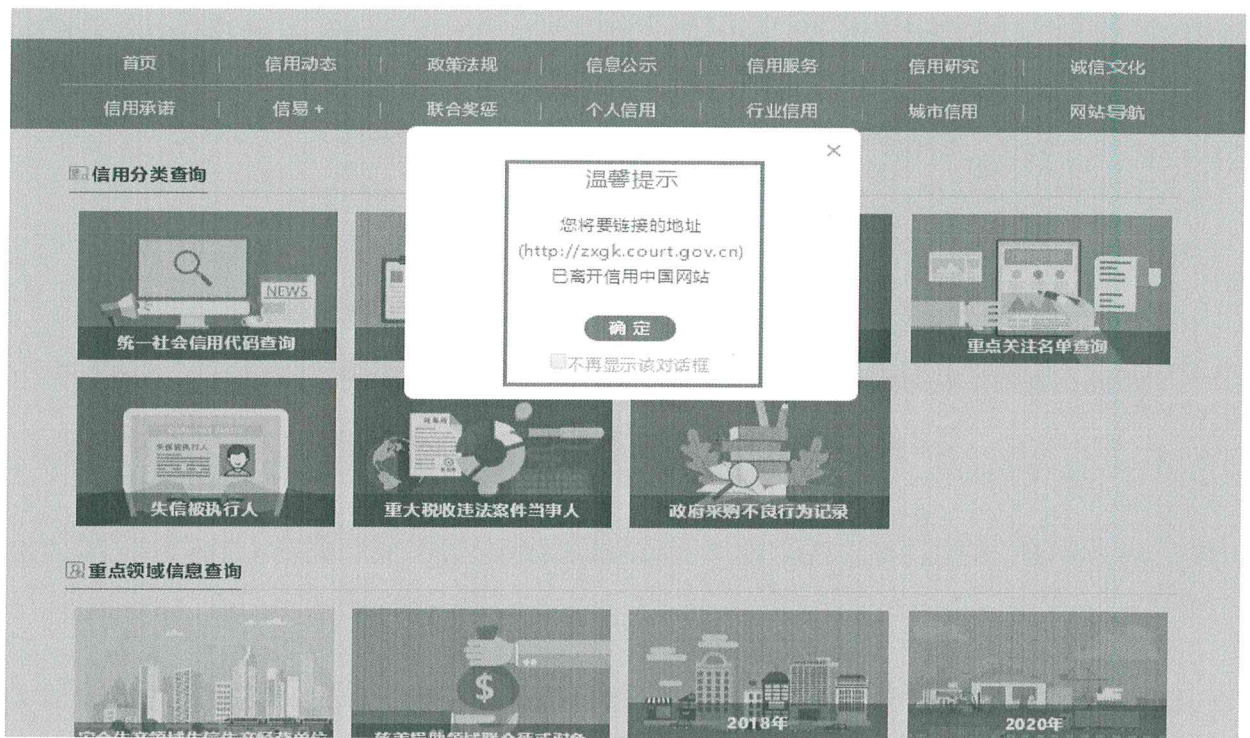 首页
信用动态
政策法规
信息公示
信用服务
信用研究
诚信文化
信用承诺
信易 +
联合奖惩
个人信用
行业信用
城市信用
网站导航
×
信用分类查询
温馨提示
您将要链接的地址
(http://zxgk.court.gov.cn)
已离开信用中国网站
确 定
不再显示该对话框
NEWS
统一社会信用代码查询
重点关注名单查询
失信被执行人
失信被执行人
重大税收违法案件当事人
政府采购不良行为记录
重点领域信息查询
$
2018年
2020年